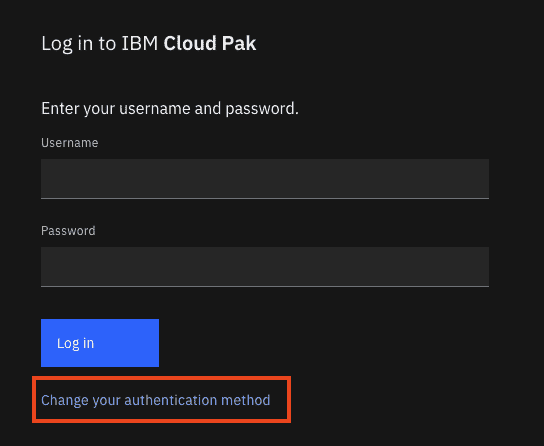 Log in to IBM Cloud Pak
Enter your username and password.
Username
Password
Log in
Change your authentication method